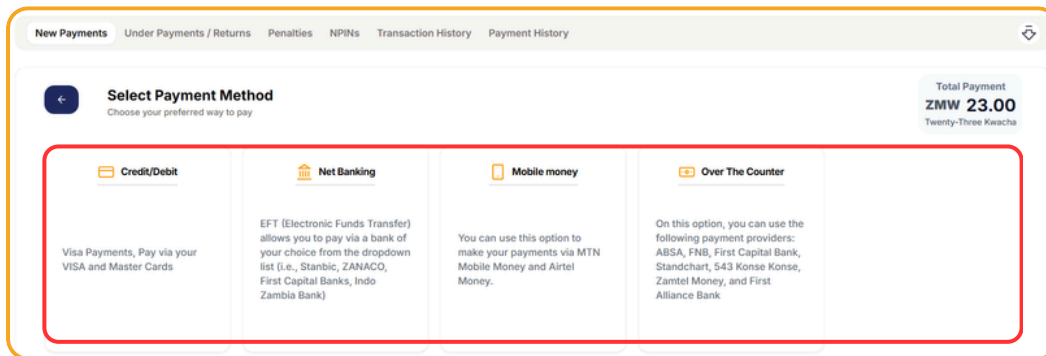 New Payments Under Payments / Returns Penalties NPINs Transaction History Payment History
Select Payment Method
Choose your preferred way to pay
Total Payment
ZMW 23.00
Twenty-Three Kwacha
Credit/Debit
Visa Payments, Pay via your
VISA and Master Cards
Net Banking
EFT (Electronic Funds Transfer)
allows you to pay via a bank of
your choice from the dropdown
list (i.e., Stanbic, ZANACO,
First Capital Banks, Indo
Zambia Bank)
Mobile money
You can use this option to
make your payments via MTN
Mobile Money and Airtel
Money.
Over The Counter
On this option, you can use the
following payment providers:
ABSA, FNB, First Capital Bank,
Standchart, 543 Konse Konse,
Zamtel Money, and First
Alliance Bank